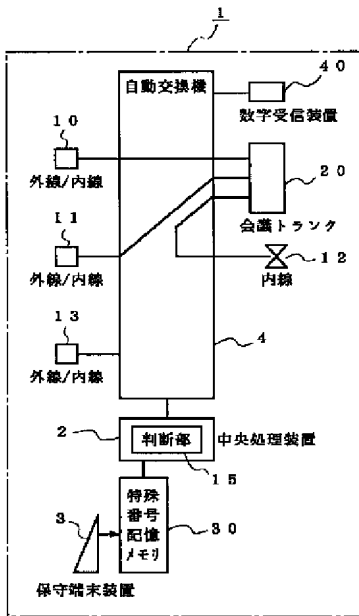 １
自動交換機
４０
数字受信装置
１０
外線/内線
２０
会議トランク
１１
外線/内線
１２
内線
１３
外線/内線
４
２
判断部
中央処理装置
１５
特殊
番号
記憶
メモリ
３
３０
保守端末装置